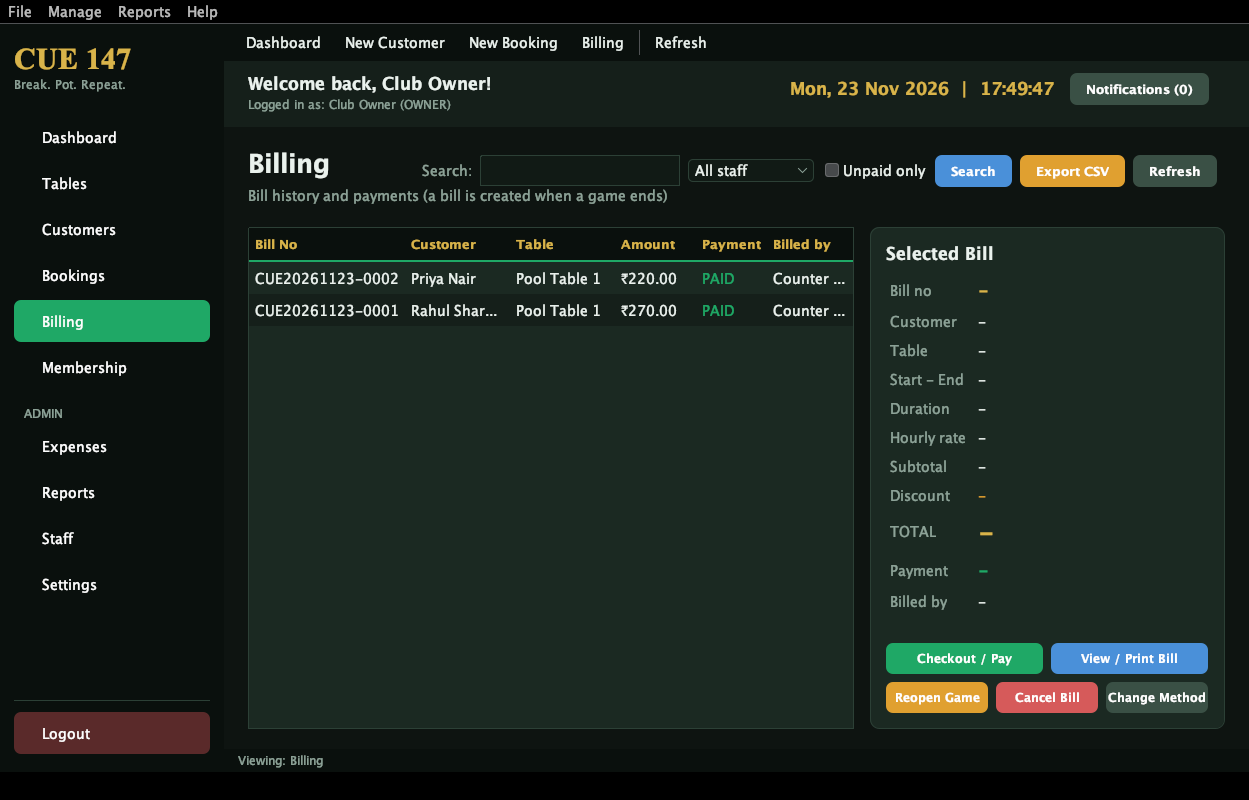 File Manage Reports Help
CUE 147
Break. Pot. Repeat.
Dashboard
Tables
Customers
Bookings
Billing
Membership
ADMIN
Expenses
Reports
Staff
Settings
Logout
Dashboard New Customer New Booking Billing Refresh
Welcome back, Club Owner!
Logged in as: Club Owner (OWNER)
Mon, 23 Nov 2026 | 17:49:47
Notifications (0)
Billing
Search: All staff Unpaid only Search Export CSV Refresh
Bill history and payments (a bill is created when a game ends)
Bill No Customer Table Amount Payment Billed by
CUE20261123-0002 Priya Nair Pool Table 1 ₹220.00 PAID Counter ...
CUE20261123-0001 Rahul Shar... Pool Table 1 ₹270.00 PAID Counter ...
Selected Bill
Bill no –
Customer –
Table –
Start – End –
Duration –
Hourly rate –
Subtotal –
Discount –
TOTAL –
Payment –
Billed by –
Checkout / Pay View / Print Bill
Reopen Game Cancel Bill Change Method
Viewing: Billing